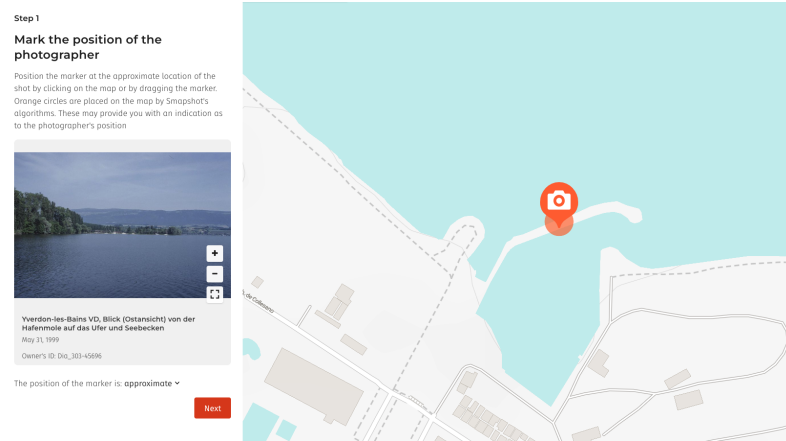 Step 1
Mark the position of the
photographer
Position the marker at the approximate location of the
shot by clicking on the map or by dragging the marker.
Orange circles are placed on the map by Smapshot's
algorithms. These may provide you with an indication as
to the photographer's position
+
−
Yverdon-les-Bains VD, Blick (Ostansicht) von der
Hafenmole auf das Ufer und Seebecken
May 31, 1999
Owner's ID: Dia_303-45696
The position of the marker is: approximate
Next
de Collesano